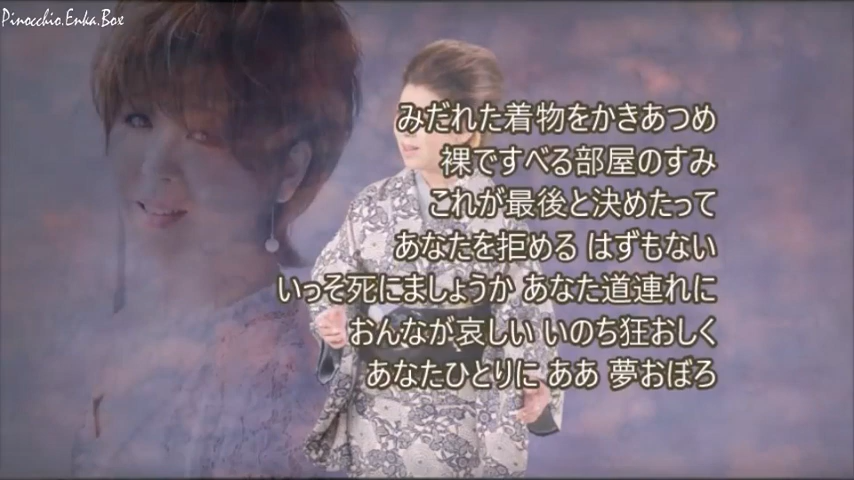 Pinocchio.Enka.Box
みだれた着物をかきあつめ
裸ですべる部屋のすみ
これが最後と決めたって
あなたを拒める はずもない
いっそ死にましょうか あなた道連れに
おんなが哀しい いのち狂おしく
あなたひとりに ああ 夢おぼろ